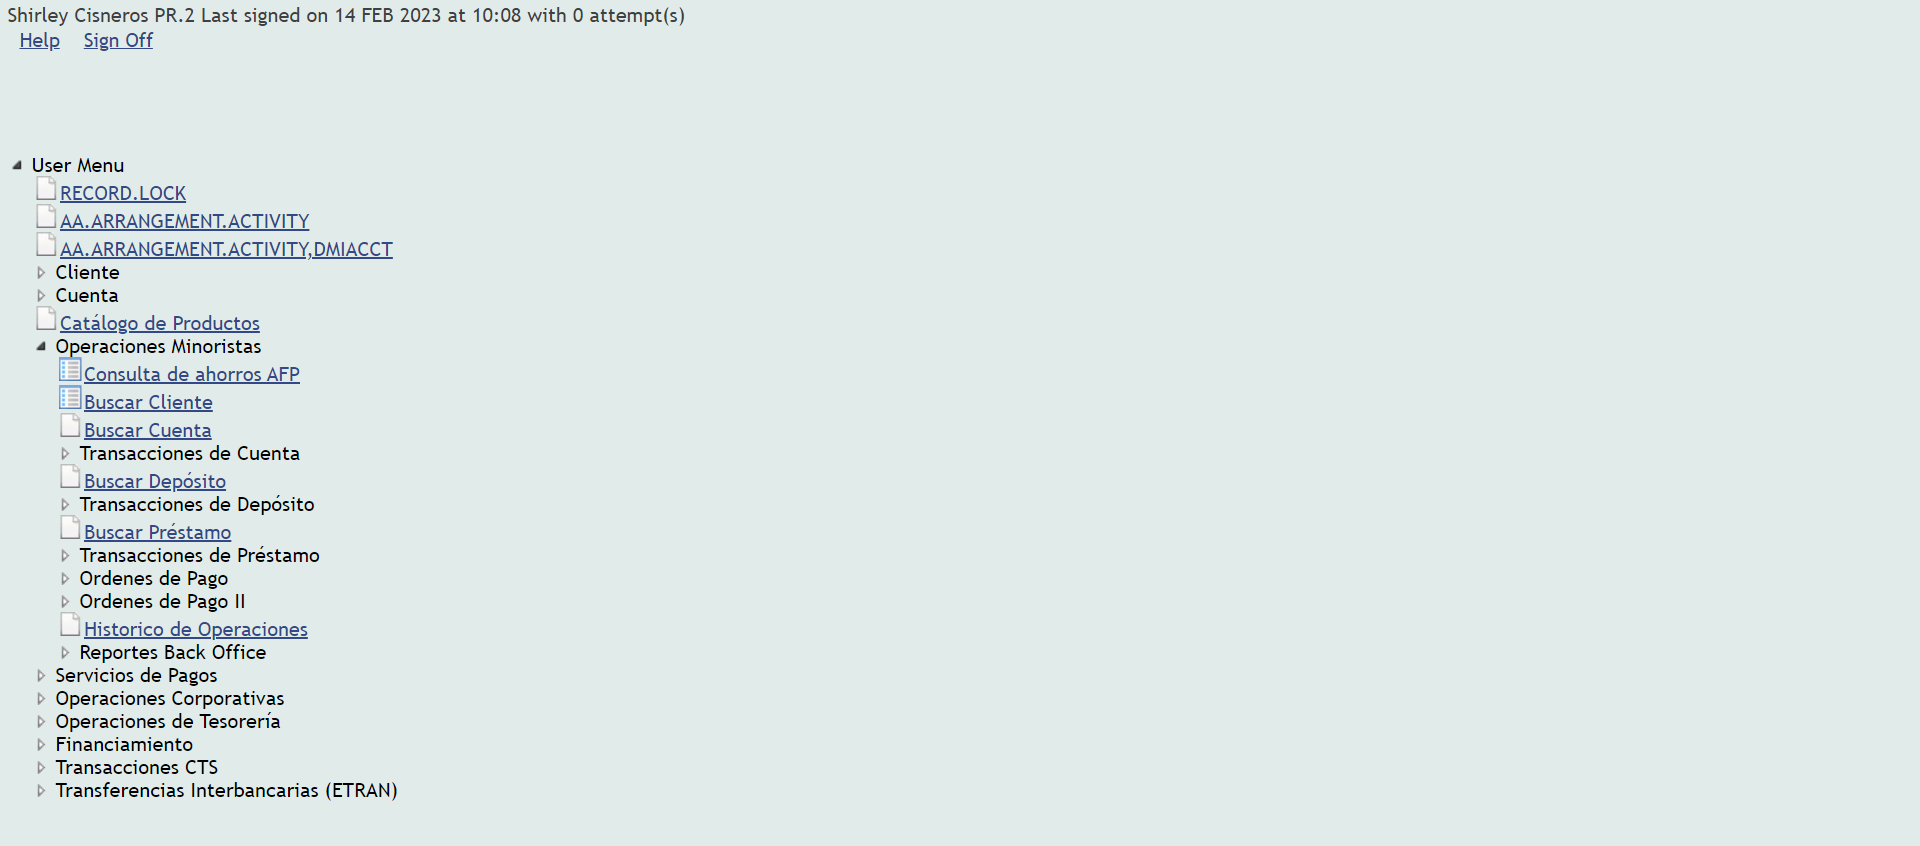 Shirley Cisneros PR.2 Last signed on 14 FEB 2023 at 10:08 with 0 attempt(s)
Help Sign Off
User Menu
RECORD.LOCK
AA.ARRANGEMENT.ACTIVITY
AA.ARRANGEMENT.ACTIVITY,DMIACCT
Cliente
Cuenta
Catálogo de Productos
Operaciones Minoristas
Consulta de ahorros AFP
Buscar Cliente
Buscar Cuenta
Transacciones de Cuenta
Buscar Depósito
Transacciones de Depósito
Buscar Préstamo
Transacciones de Préstamo
Ordenes de Pago
Ordenes de Pago II
Historico de Operaciones
Reportes Back Office
Servicios de Pagos
Operaciones Corporativas
Operaciones de Tesorería
Financiamiento
Transacciones CTS
Transferencias Interbancarias (ETRAN)